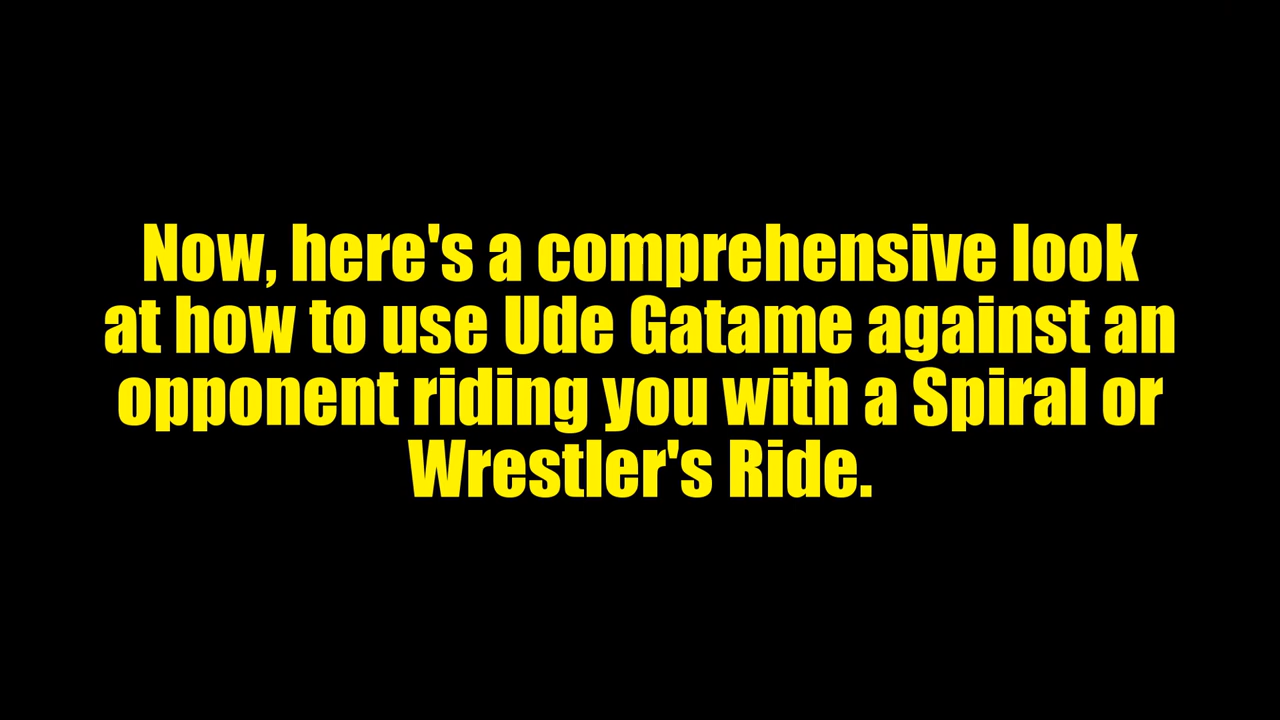 Now, here's a comprehensive look
at how to use Ude Gatame against an
opponent riding you with a Spiral or
Wrestler's Ride.